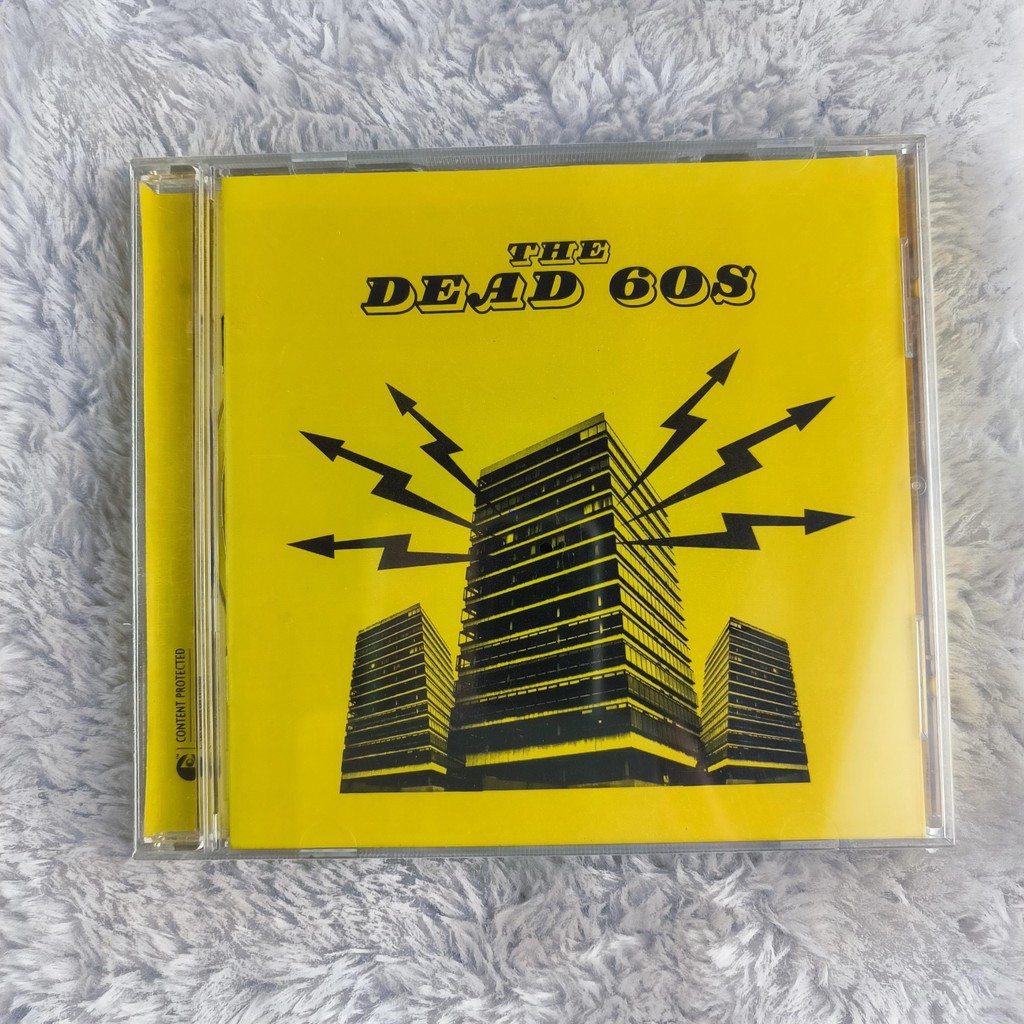 THE
DEAD 60S
CONTENT PROTECTED